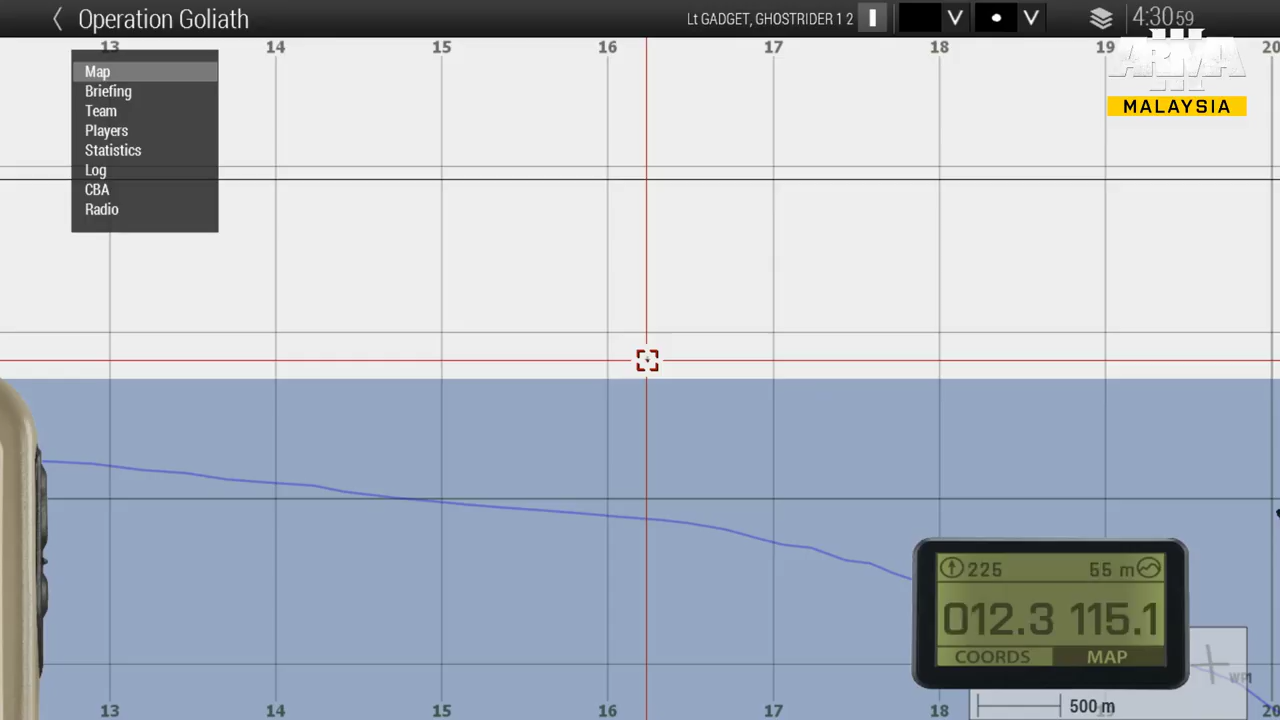 Operation Goliath
Lt GADGET, GHOSTRIDER 1 2
4:30 59
13 14 15 16 17 18 19 20
ARMA III
MALAYSIA
Map
Briefing
Team
Players
Statistics
Log
CBA
Radio
225 55 m
012.3 115.1
COORDS MAP
WP1
500 m
13 14 15 16 17 18 19 20